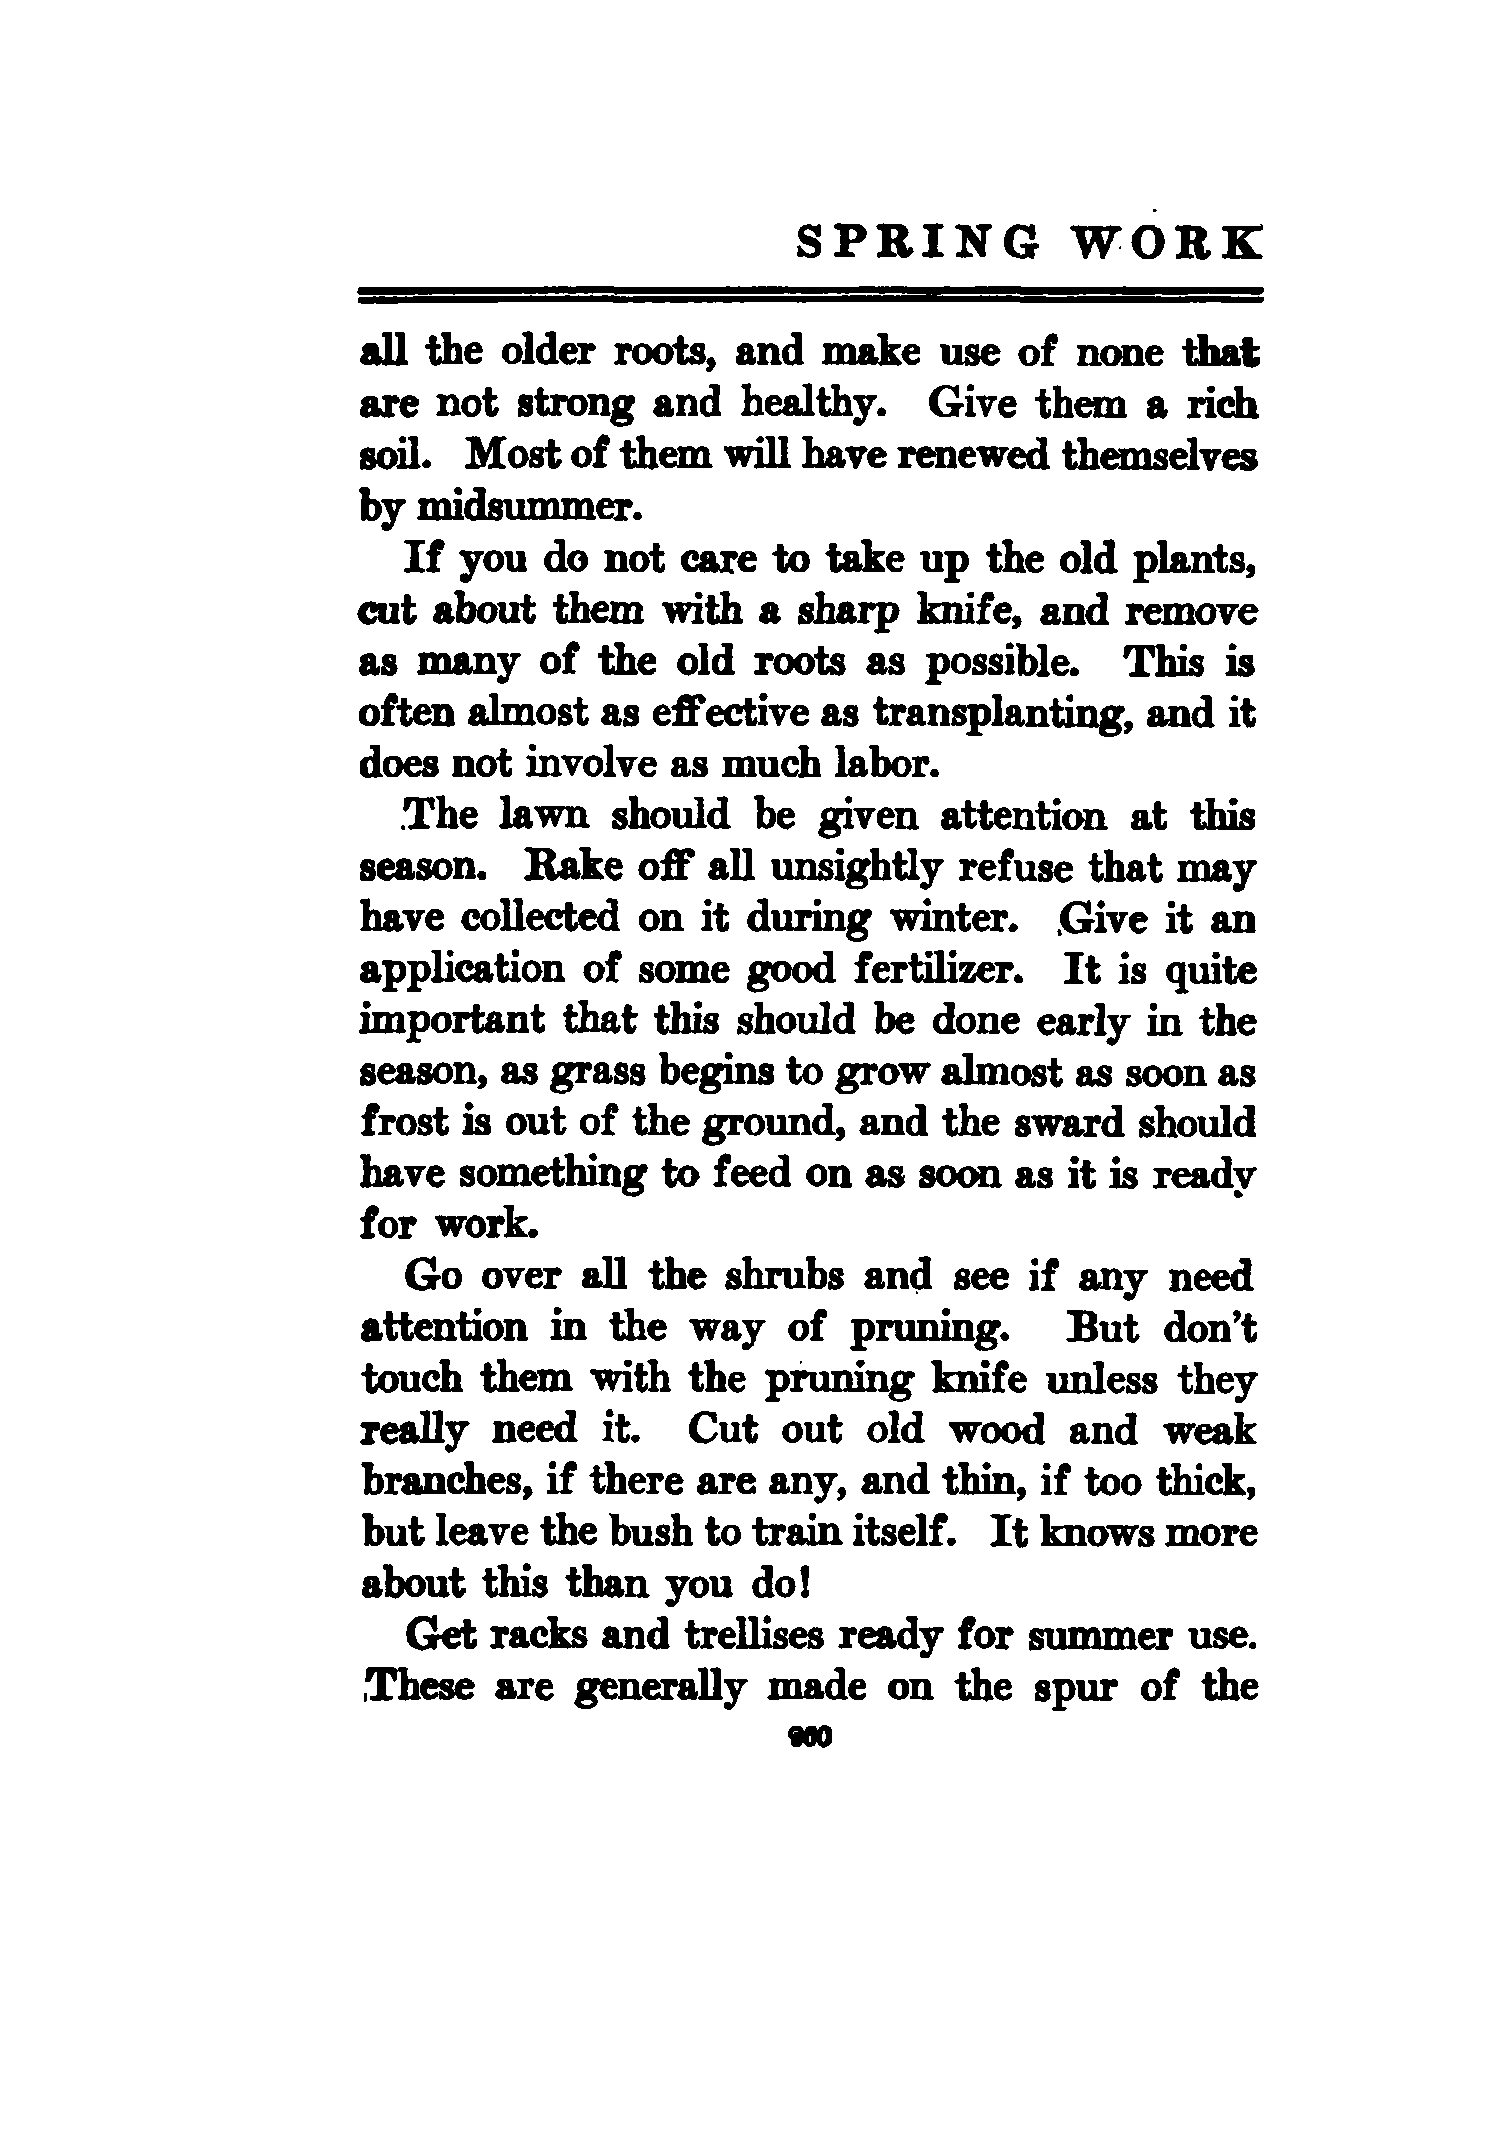 SPRING WORK
all the older roots, and make use of none that
are not strong and healthy. Give them a rich
soil. Most of them will have renewed themselves
by midsummer.
If you do not care to take up the old plants,
cut about them with a sharp knife, and remove
as many of the old roots as possible. This is
often almost as effective as transplanting, and it
does not involve as much labor.
The lawn should be given attention at this
season. Rake off all unsightly refuse that may
have collected on it during winter. Give it an
application of some good fertilizer. It is quite
important that this should be done early in the
season, as grass begins to grow almost as soon as
frost is out of the ground, and the sward should
have something to feed on as soon as it is ready
for work.
Go over all the shrubs and see if any need
attention in the way of pruning. But don't
touch them with the pruning knife unless they
really need it. Cut out old wood and weak
branches, if there are any, and thin, if too thick,
but leave the bush to train itself. It knows more
about this than you do!
Get racks and trellises ready for summer use.
These are generally made on the spur of the